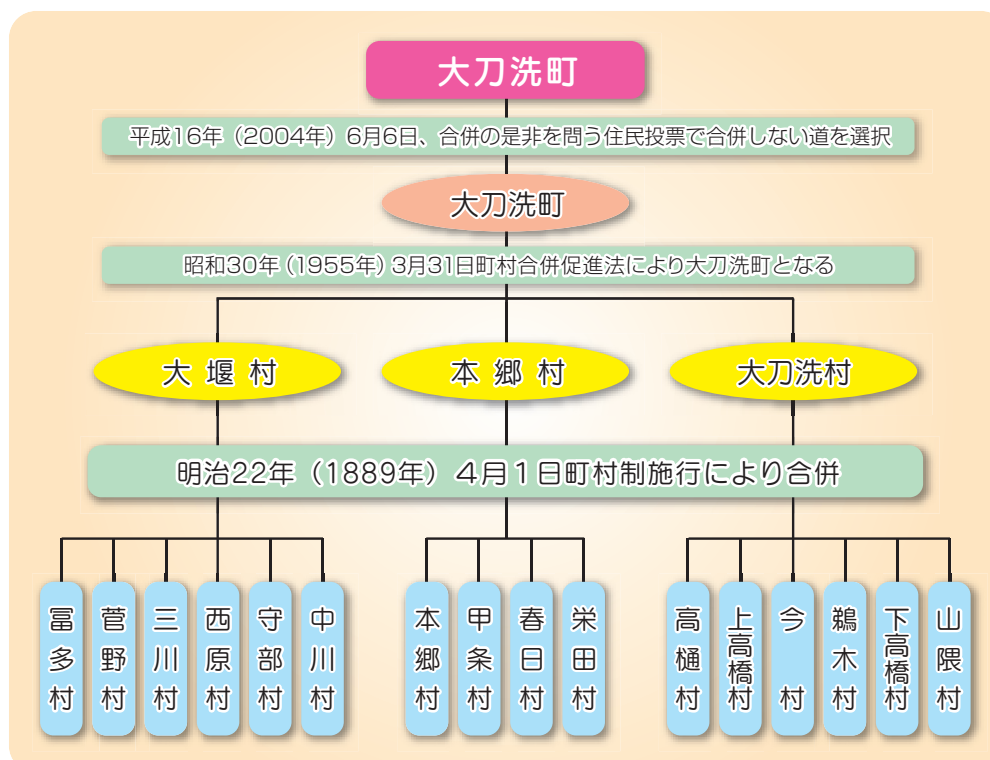 大刀洗町
平成16年（2004年）6月6日、合併の是非を問う住民投票で合併しない道を選択
大刀洗町
昭和30年（1955年）3月31日町村合併促進法により大刀洗町となる
大堰村
本郷村
大刀洗村
明治22年（1889年）４月１日町村制施行により合併
冨多村
菅野村
三川村
西原村
守部村
中川村
本郷村
甲条村
春日村
栄田村
高樋村
上高橋村
今村
鵜木村
下高橋村
山隈村